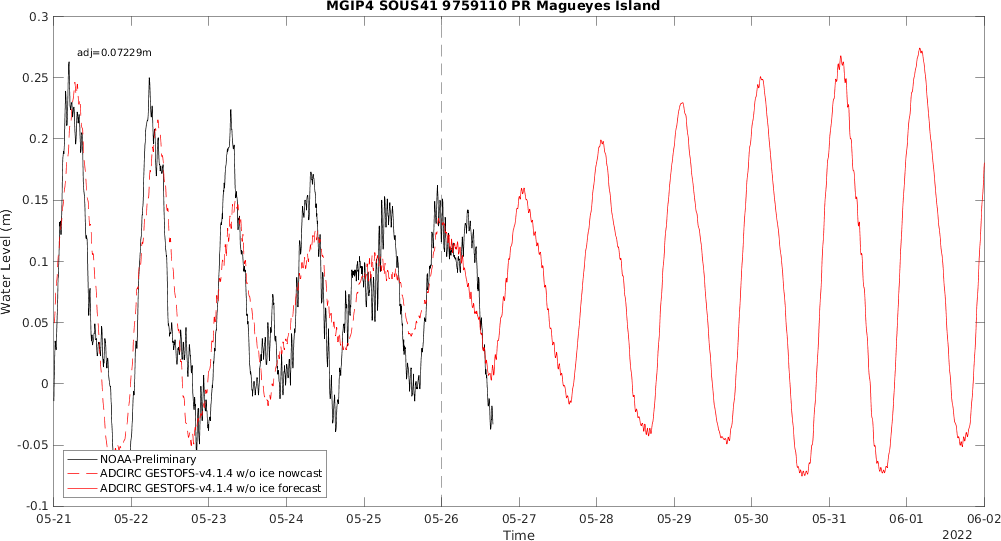 MGIP4 SOUS41 9759110 PR Magueyes Island
adj=0.07229m
0.3
0.25
0.2
0.15
0.1
0.05
0
-0.05
-0.1
Water Level (m)
NOAA-Preliminary
ADCIRC GESTOFS-v4.1.4 w/o ice nowcast
ADCIRC GESTOFS-v4.1.4 w/o ice forecast
05-21 05-22 05-23 05-24 05-25 05-26 05-27 05-28 05-29 05-30 05-31 06-01 06-02
Time
2022